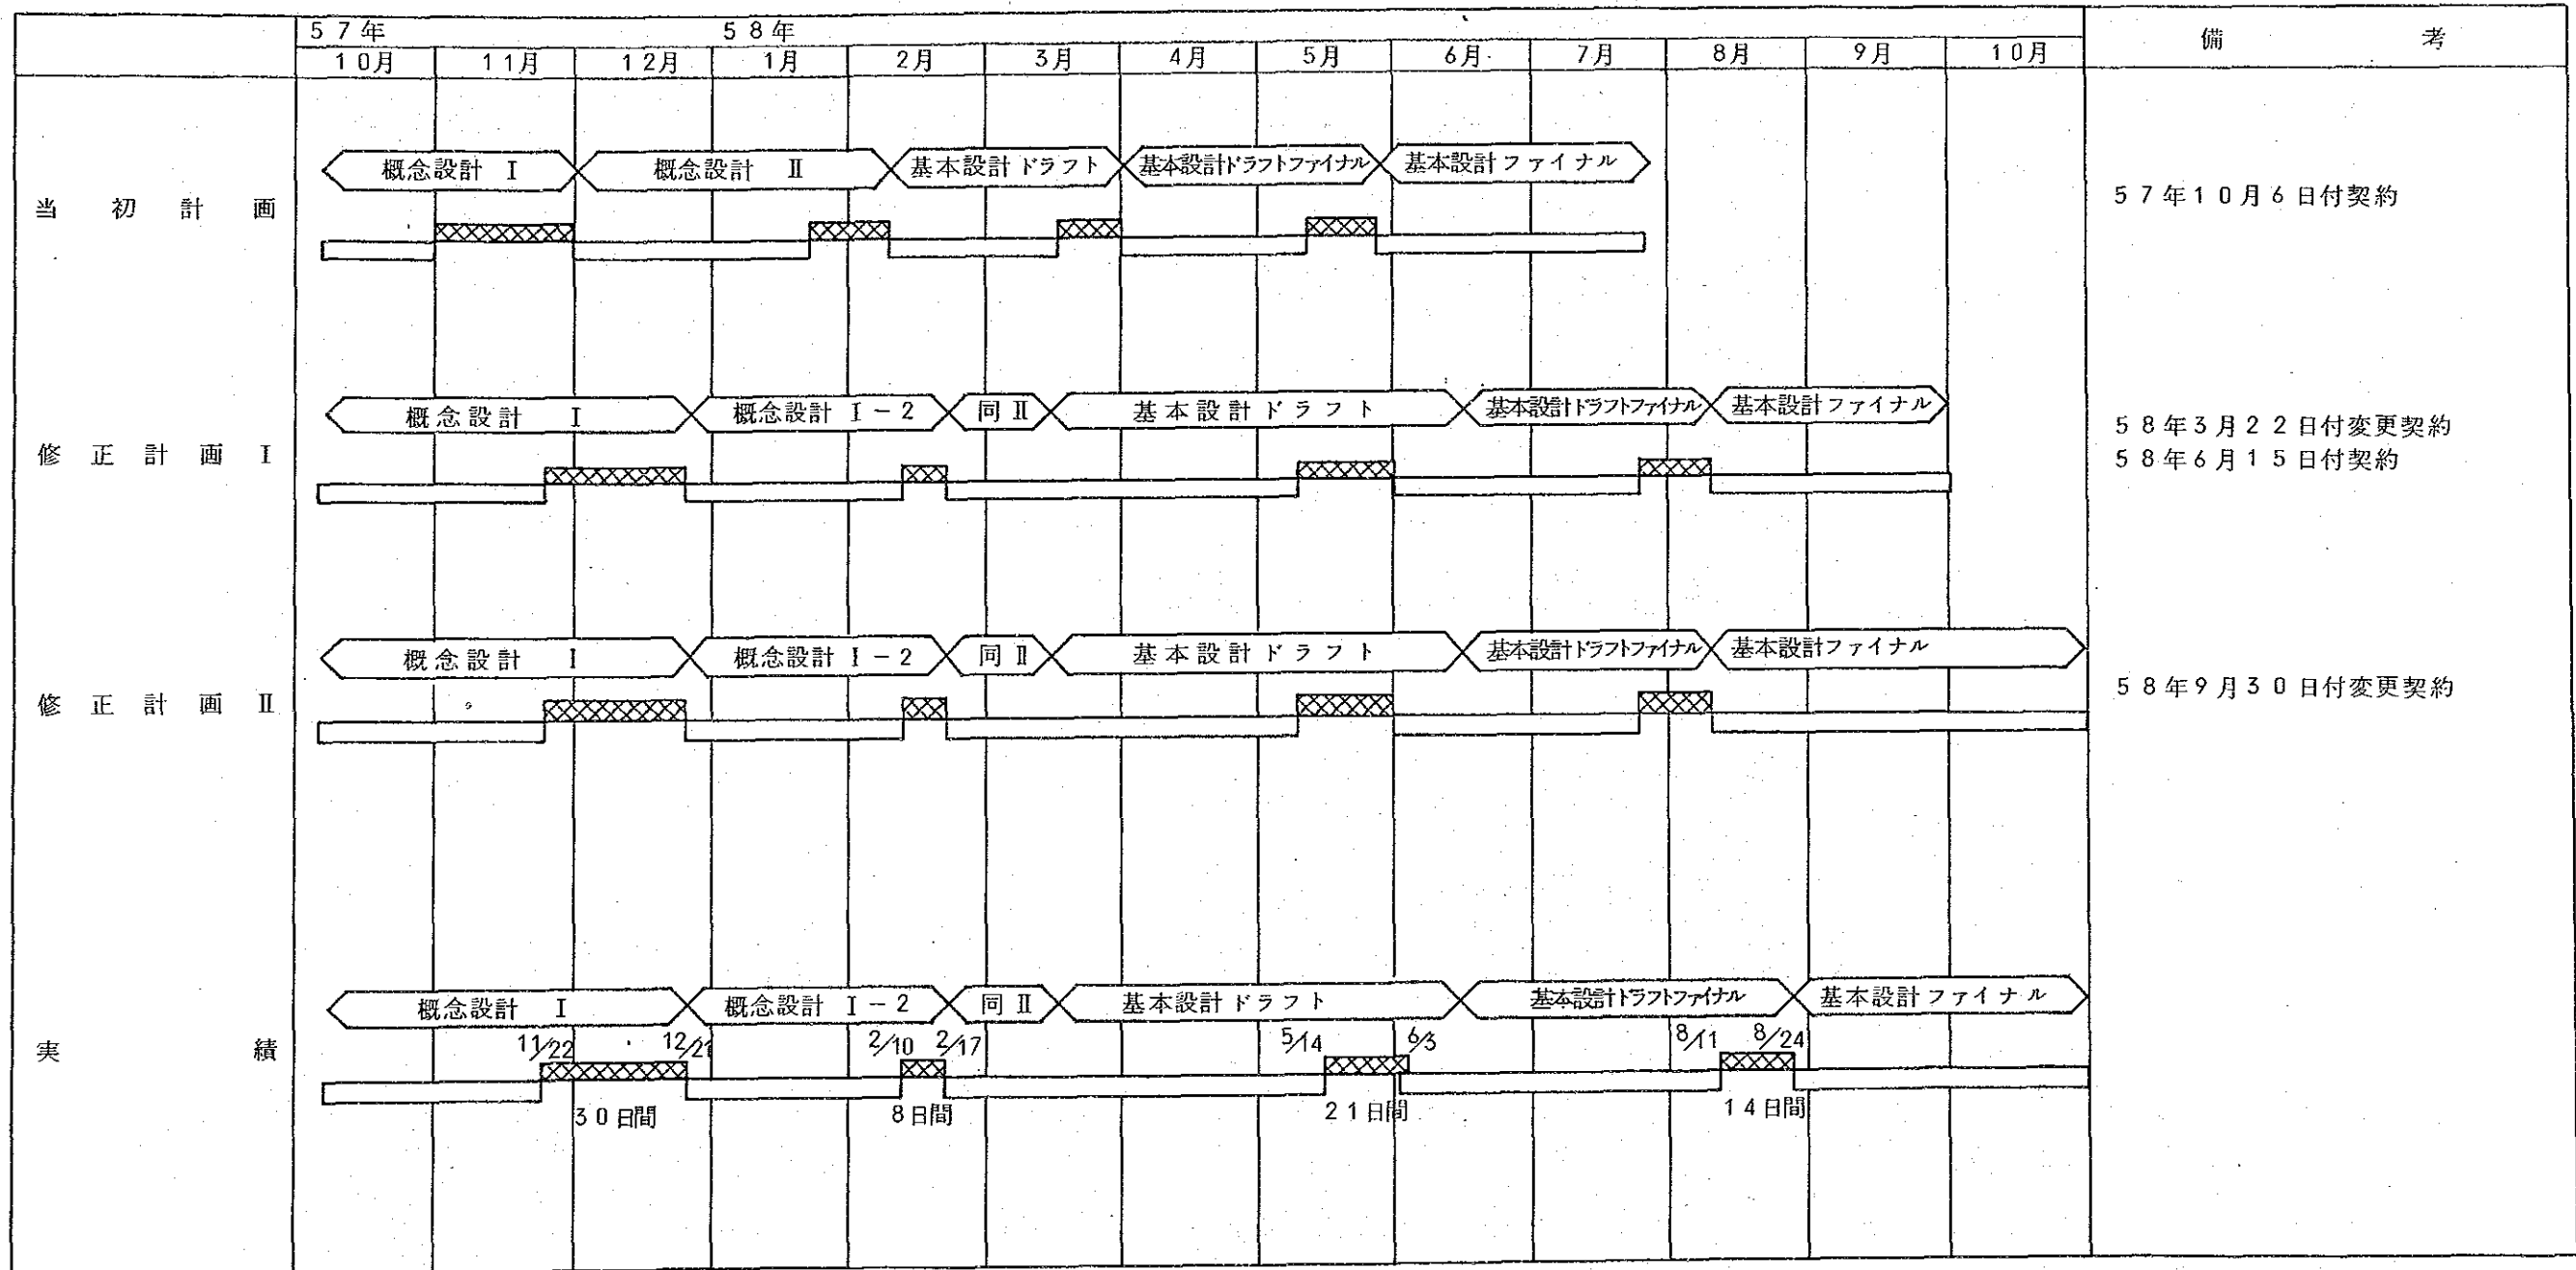 57年 58年 備考
10月 11月 12月 1月 2月 3月 4月 5月 6月 7月 8月 9月 10月
概念設計 Ⅰ 概念設計 Ⅱ 基本設計ドラフト 基本設計ドラフトファイナル 基本設計ファイナル
当初計画 57年10月6日付契約
概念設計 Ⅰ 概念設計 Ⅰ-2 同Ⅱ 基本設計ドラフト 基本設計ドラフトファイナル 基本設計ファイナル
58年3月22日付変更契約
修正計画Ⅰ 58年6月15日付契約
概念設計 Ⅰ 概念設計 Ⅰ-2 同Ⅱ 基本設計ドラフト 基本設計ドラフトファイナル 基本設計ファイナル
修正計画Ⅱ 58年9月30日付変更契約
概念設計 Ⅰ 概念設計 Ⅰ-2 同Ⅱ 基本設計ドラフト 基本設計ドラフトファイナル 基本設計ファイナル
実績 11/22 12/21 2/10 2/17 5/14 6/3 8/11 8/24
30日間 8日間 21日間 14日間